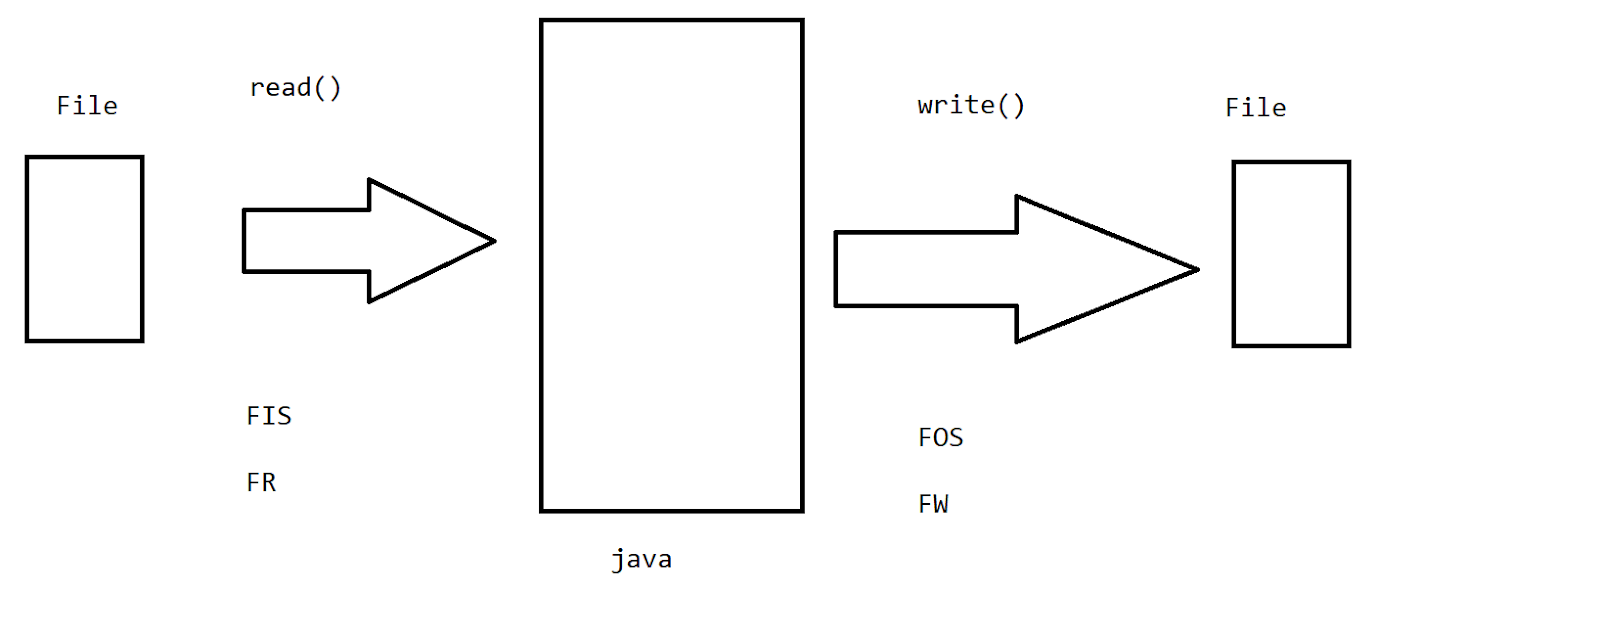 File
read()
FIS
FR
java
write()
FOS
FW
File